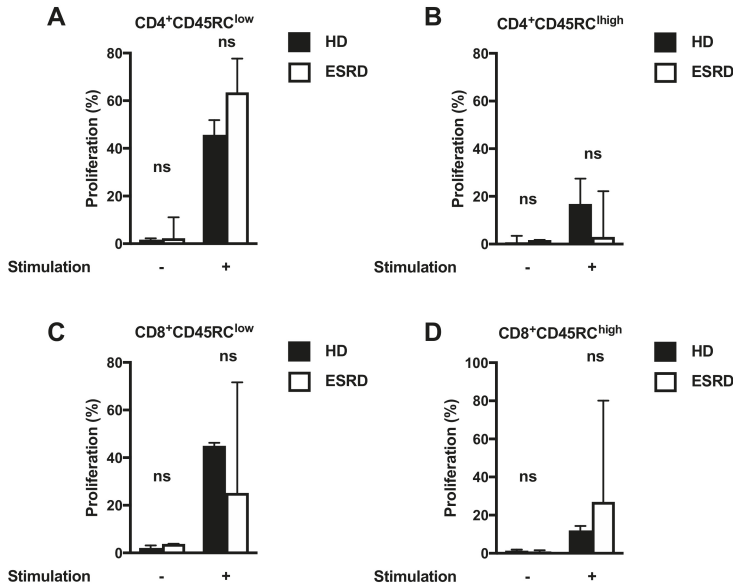 A
CD4+CD45RClow
HD
ESRD
ns
ns
Proliferation (%)
80
60
40
20
0
Stimulation - +
B
CD4+CD45RClhigh
HD
ESRD
ns
ns
Proliferation (%)
80
60
40
20
0
Stimulation - +
C
CD8+CD45RClow
HD
ESRD
ns
ns
Proliferation (%)
80
60
40
20
0
Stimulation - +
D
CD8+CD45RChigh
HD
ESRD
ns
ns
Proliferation (%)
100
80
60
40
20
0
Stimulation - +